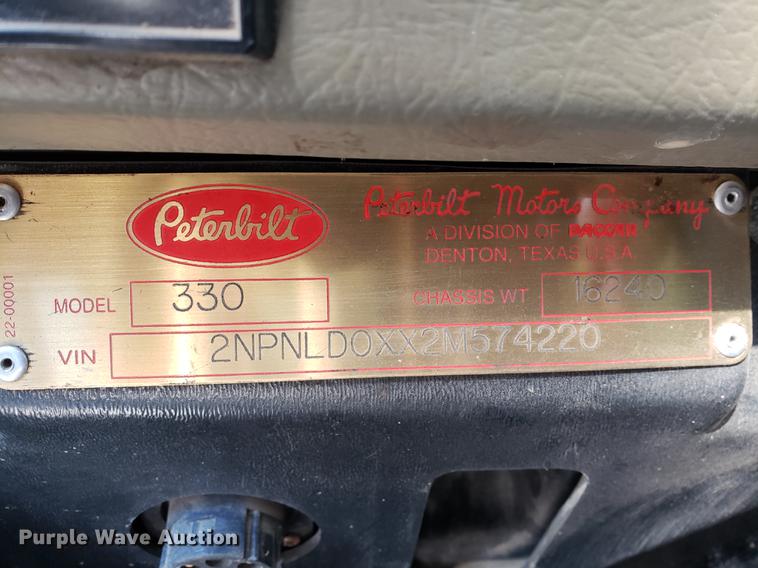 Peterbilt
Peterbilt Motors Company
A DIVISION OF PACCAR
DENTON, TEXAS U.S.A.
MODEL 330
CHASSIS WT 16240
VIN 2NPNLD0XX2M574220
22-00001
Purple Wave Auction